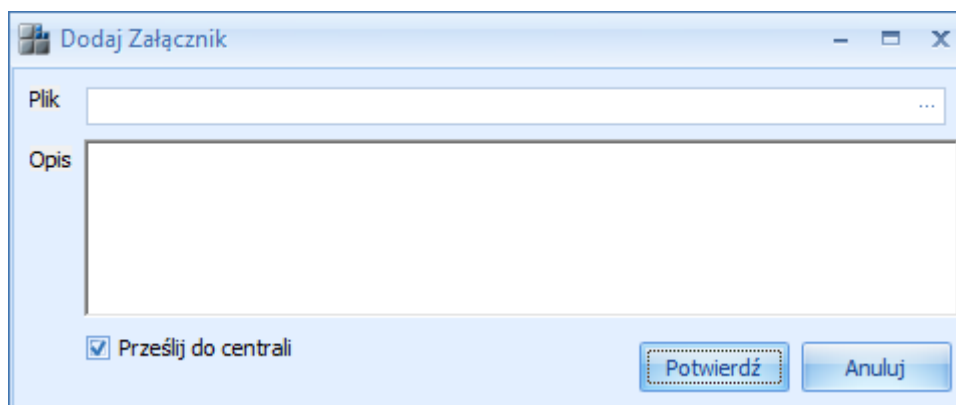 Dodaj Załącznik
Plik
Opis
Prześlij do centrali
Potwierdź Anuluj